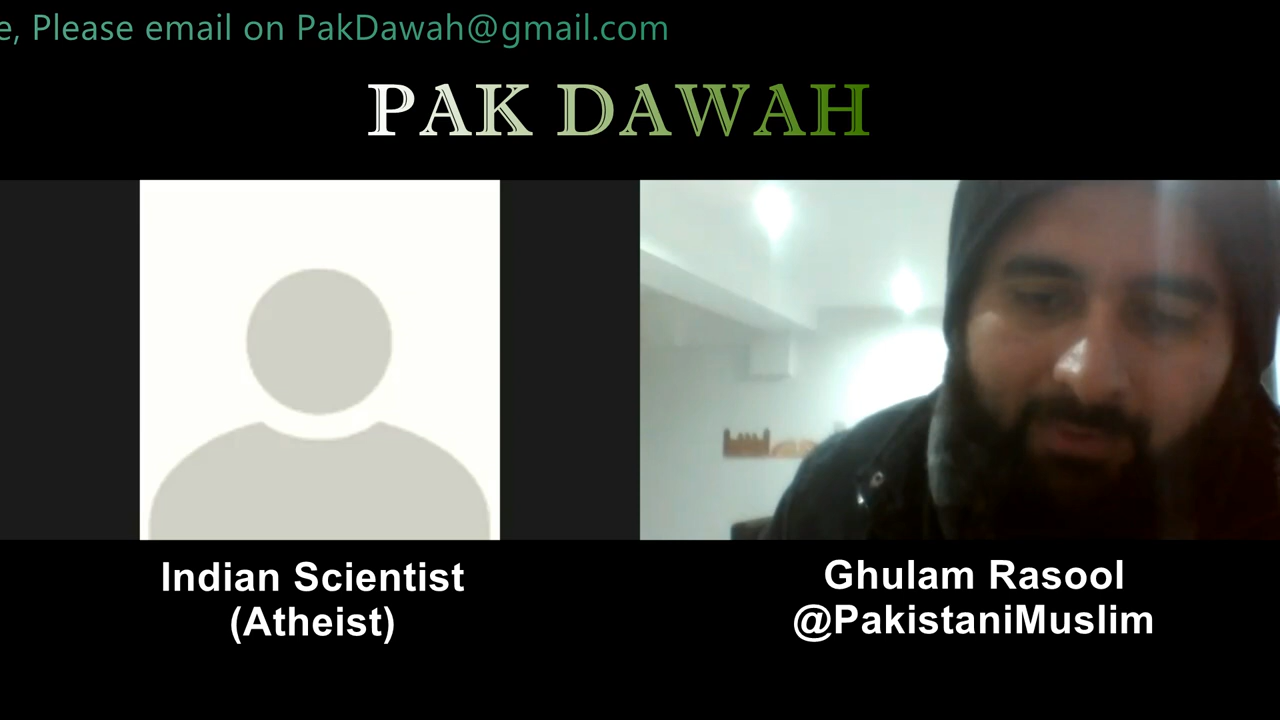 e, Please email on PakDawah@gmail.com
PAK DAWAH
Indian Scientist
(Atheist)
Ghulam Rasool
@PakistaniMuslim